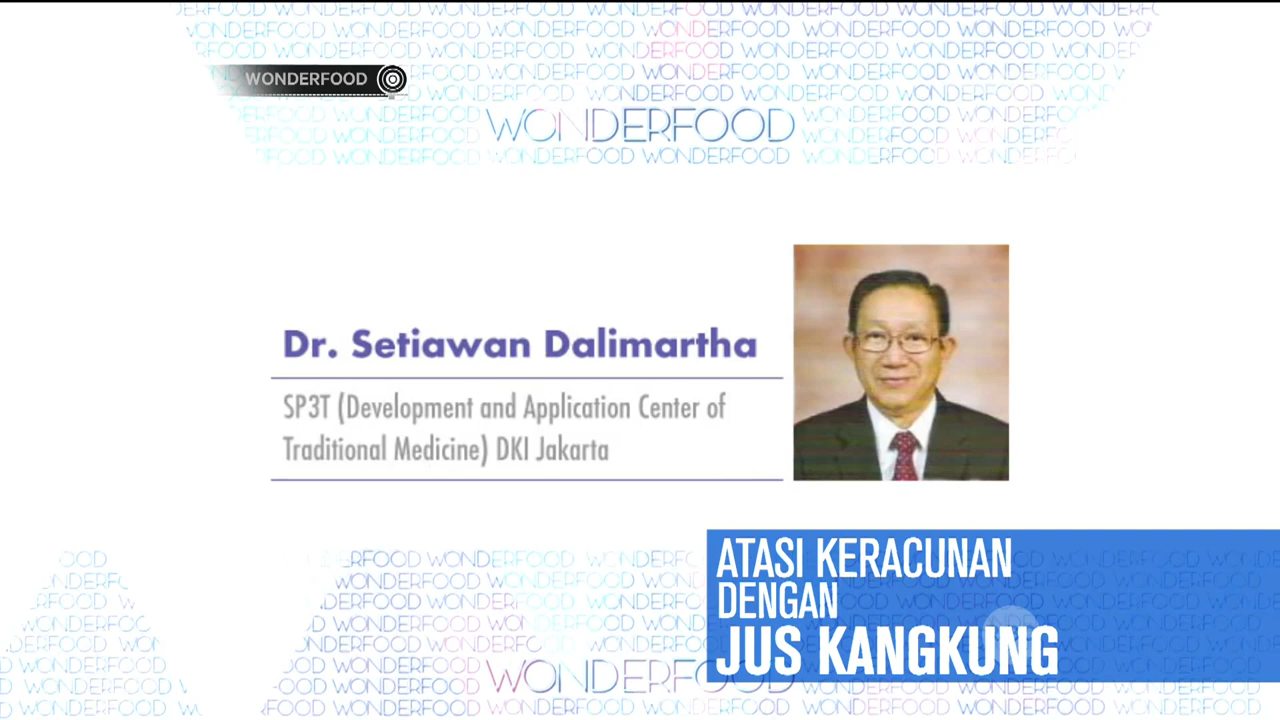 WONDERFOOD
WONDERFOOD
Dr. Setiawan Dalimartha
SP3T (Development and Application Center of
Traditional Medicine) DKI Jakarta
ATASI KERACUNAN
DENGAN
JUS KANGKUNG
WONDERFOOD